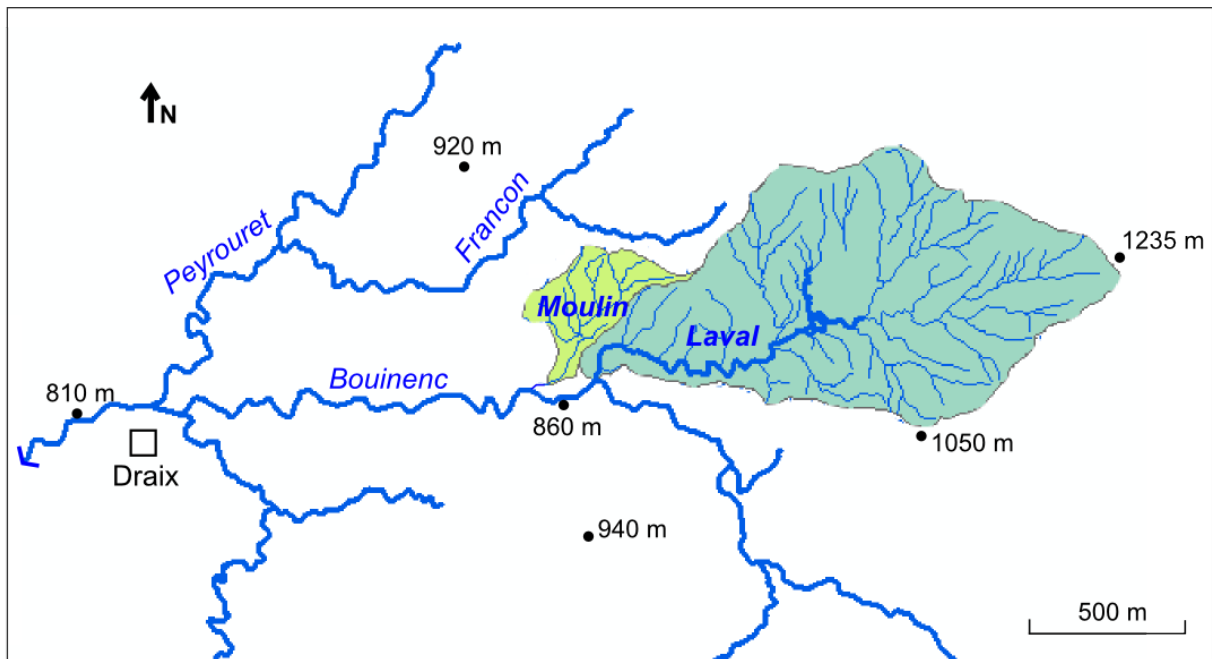 N
920 m
Francon
Peyrouret
1235 m
Moulin
Laval
Bouinenc
810 m
860 m
1050 m
Draix
940 m
500 m